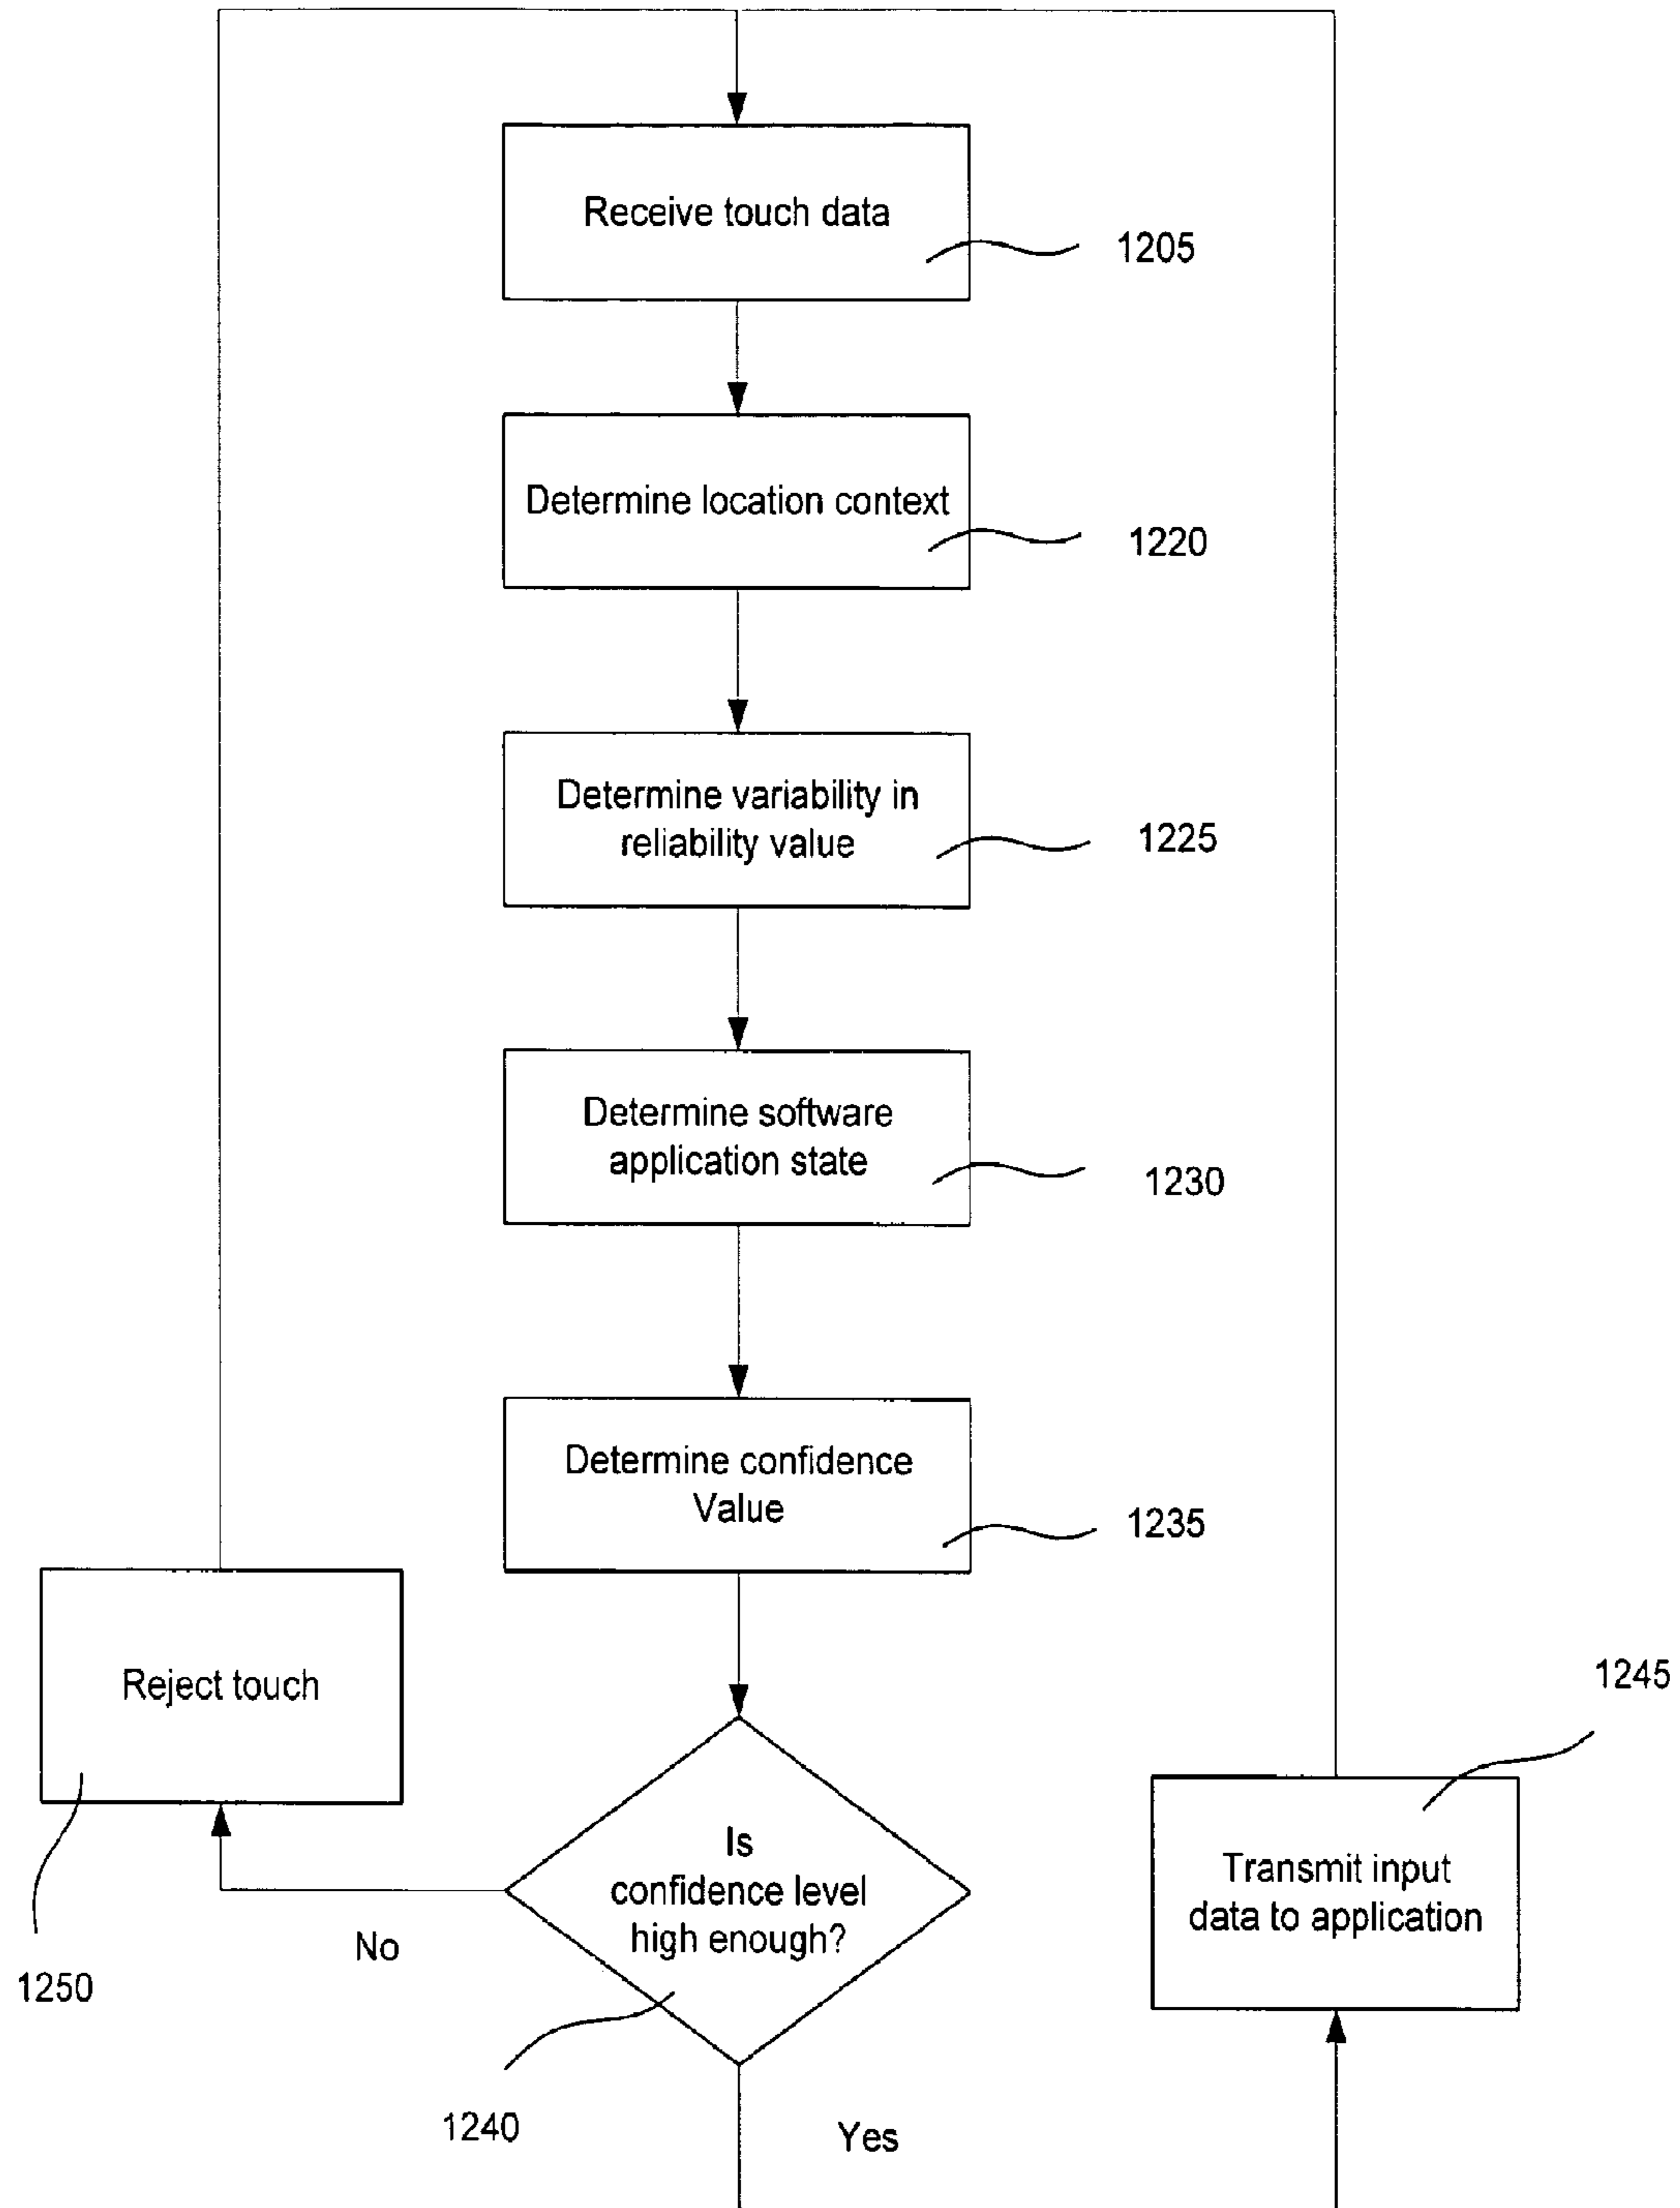 Receive touch data
1205
Determine location context
1220
Determine variability in
reliability value
1225
Determine software
application state
1230
Determine confidence
Value
1235
Reject touch
1250
Is
confidence level
high enough?
1240
No
Yes
1245
Transmit input
data to application